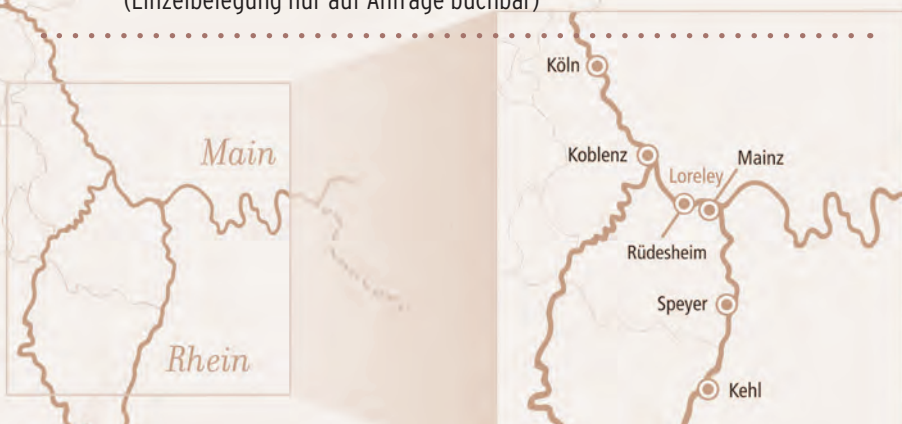 (Einzelbelegung nur auf Anfrage buchbar)
Main
Rhein
Köln
Koblenz
Loreley
Mainz
Rüdesheim
Speyer
Kehl